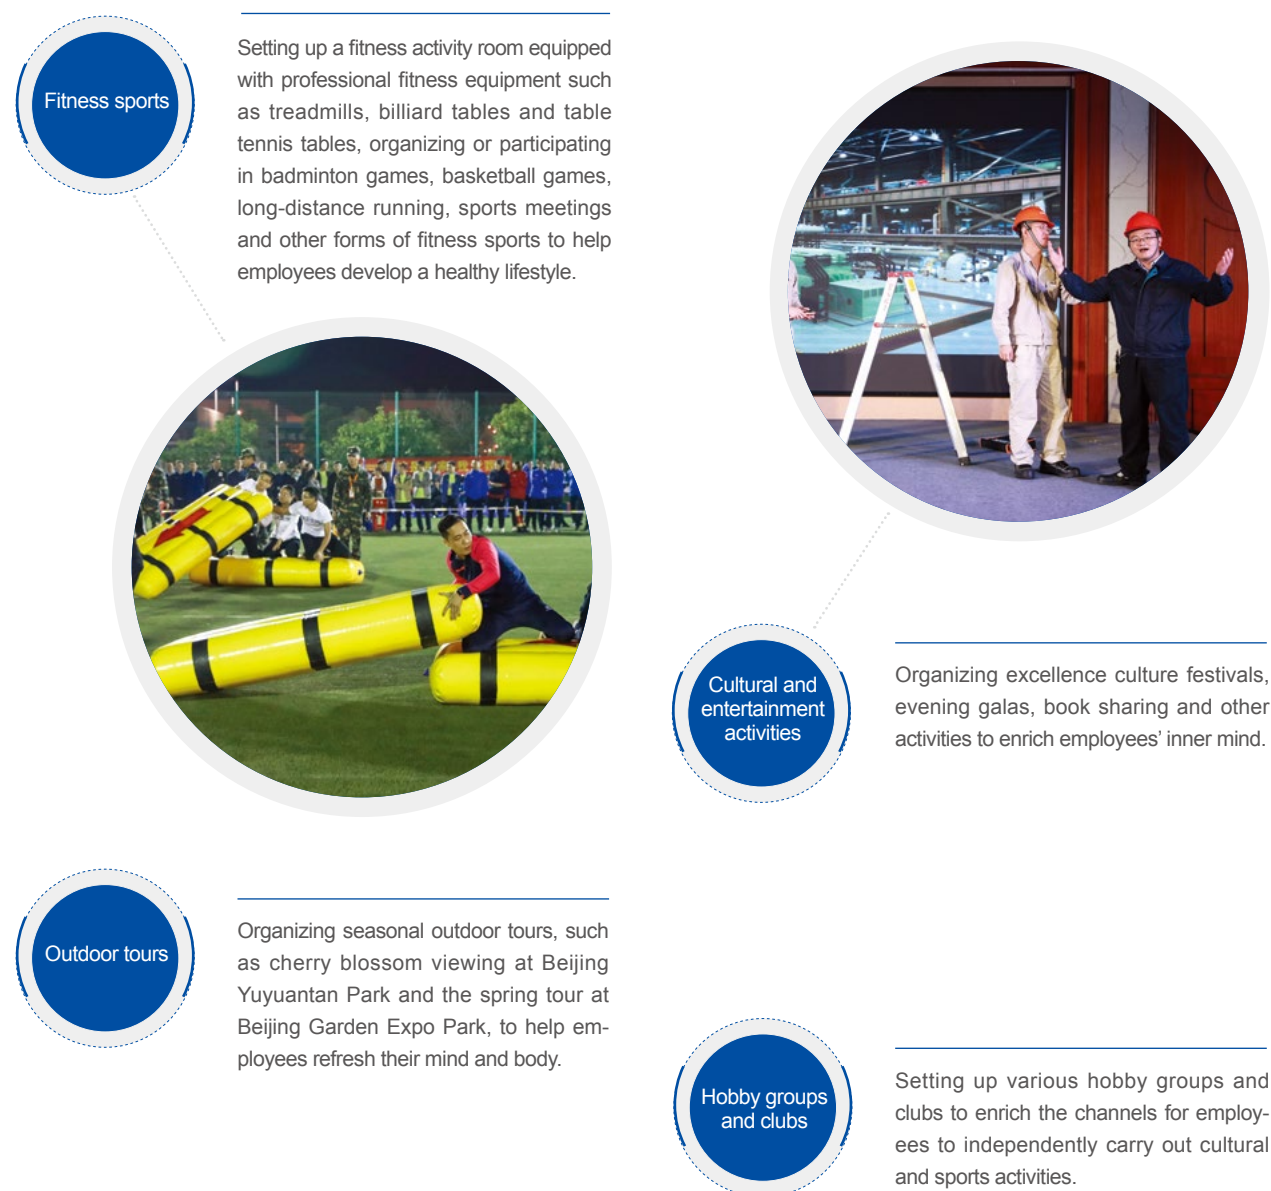 Fitness sports
Setting up a fitness activity room equipped
with professional fitness equipment such
as treadmills, billiard tables and table
tennis tables, organizing or participating
in badminton games, basketball games,
long-distance running, sports meetings
and other forms of fitness sports to help
employees develop a healthy lifestyle.
Cultural and
entertainment
activities
Organizing excellence culture festivals,
evening galas, book sharing and other
activities to enrich employees’ inner mind.
Outdoor tours
Organizing seasonal outdoor tours, such
as cherry blossom viewing at Beijing
Yuyuantan Park and the spring tour at
Beijing Garden Expo Park, to help em-
ployees refresh their mind and body.
Hobby groups
and clubs
Setting up various hobby groups and
clubs to enrich the channels for employ-
ees to independently carry out cultural
and sports activities.